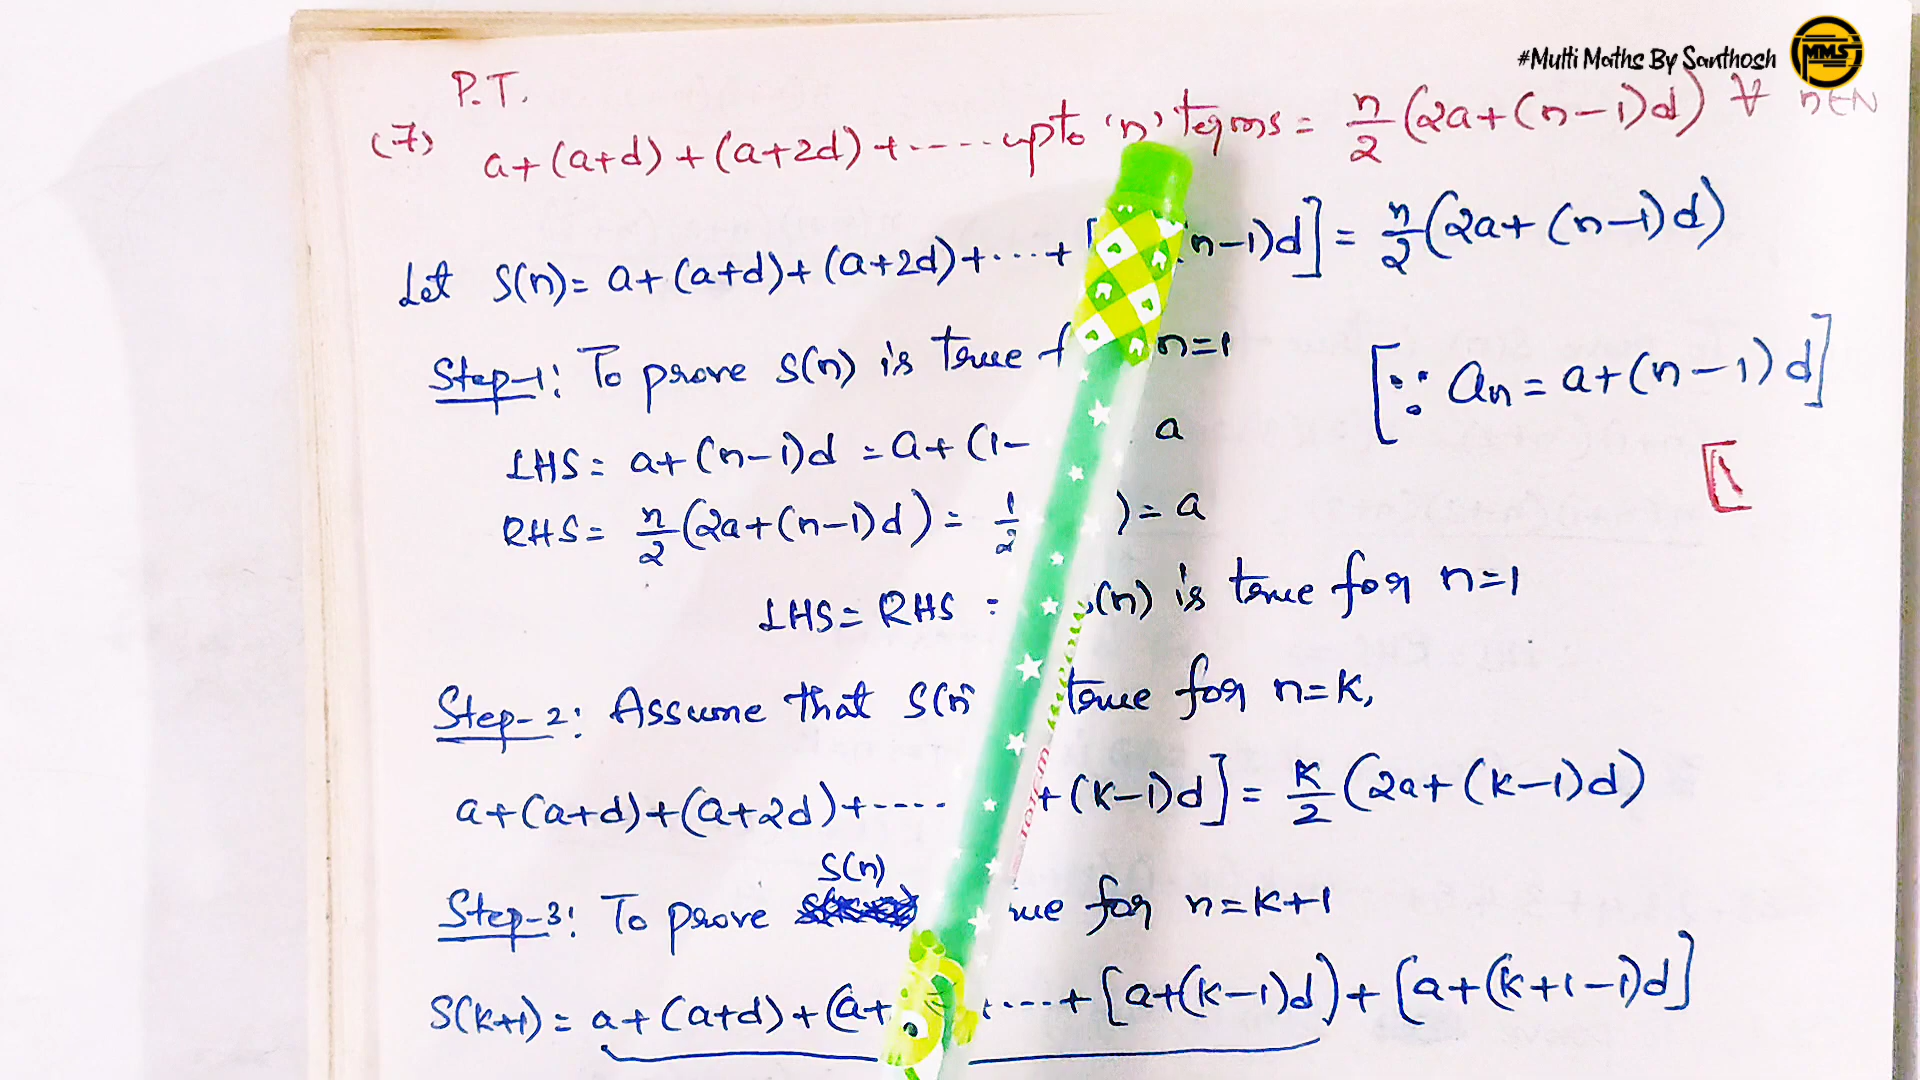 #Multi Maths By Santhosh
MMS
P.T.
(7) a+(a+d)+(a+2d)+----upto 'n' terms = n/2 (2a+(n-1)d) ∀ n∈N
Let S(n)= a+(a+d)+(a+2d)+...+[ n-1)d] = n/2 (2a+(n-1)d)
Step-1: To prove S(n) is true f n=1
[∵ an = a+(n-1)d]
LHS = a+(n-1)d = a+(1- a
RHS = n/2 (2a+(n-1)d) = 1/2 ) = a
LHS = RHS : (n) is true for n=1
Step-2: Assume that S(n true for n=k,
a+(a+d)+(a+2d)+---- +(k-1)d] = k/2 (2a+(k-1)d)
S(n)
Step-3: To prove ue for n=k+1
S(k+1) = a+(a+d)+(a+ ...+[a+(k-1)d]+[a+(k+1-1)d]